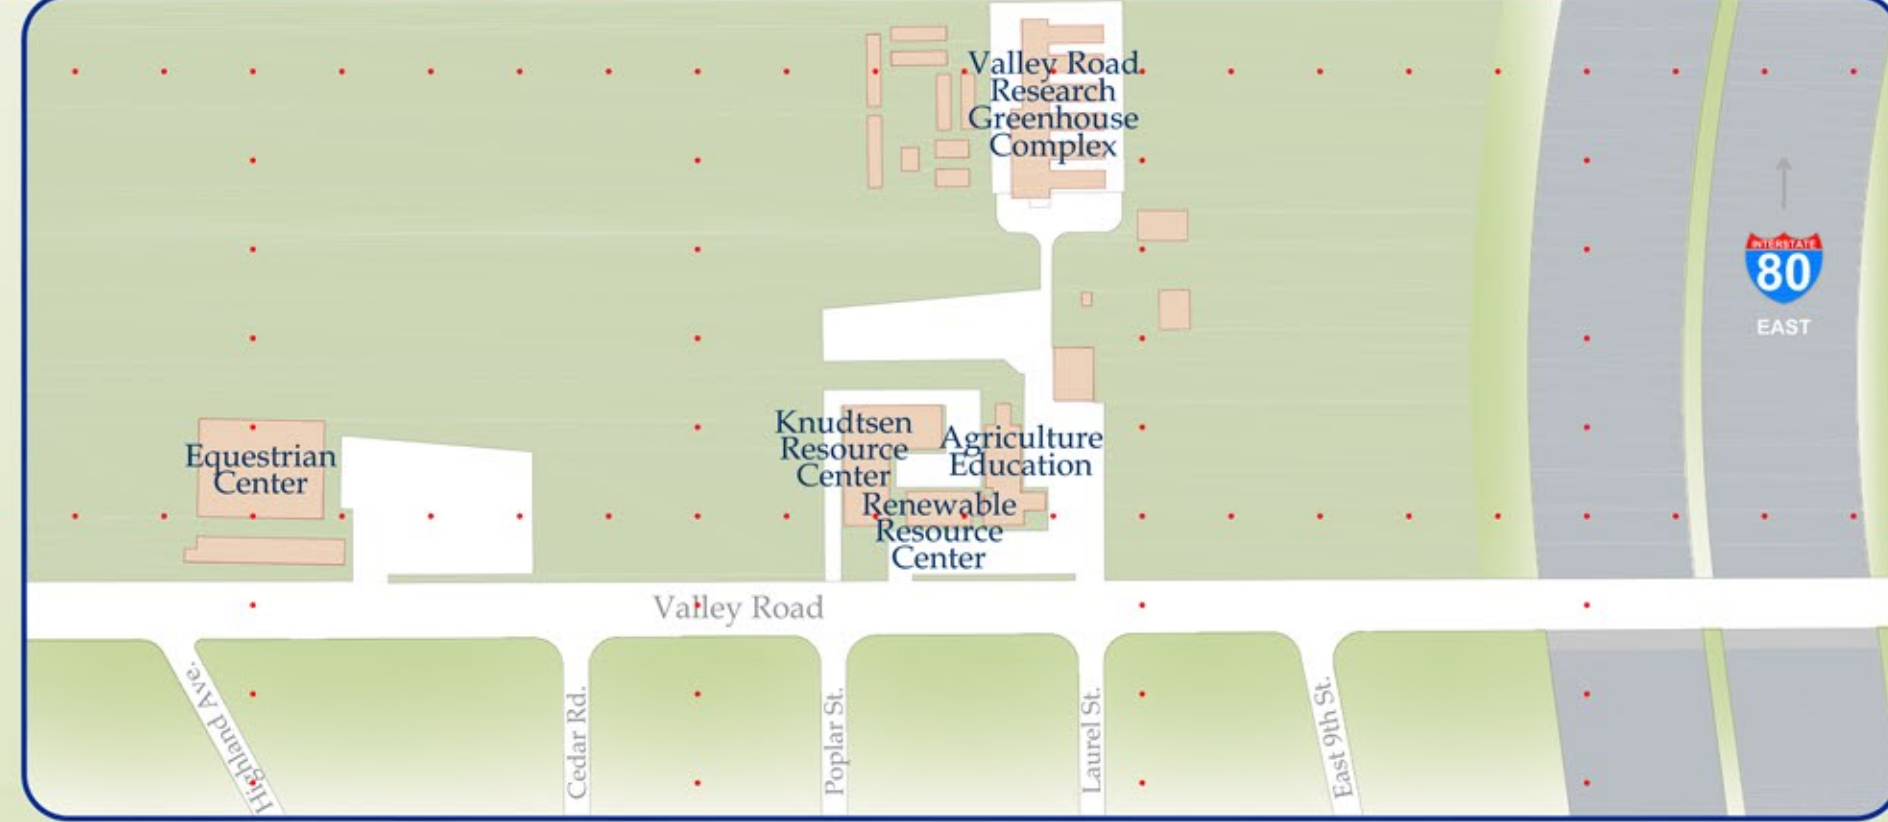 Valley Road
Research
Greenhouse
Complex
INTERSTATE
80
EAST
Equestrian
Center
Knudtsen
Resource
Center
Agriculture
Education
Renewable
Resource
Center
Valley Road
Highland Ave.
Cedar Rd.
Poplar St.
Laurel St.
East 9th St.